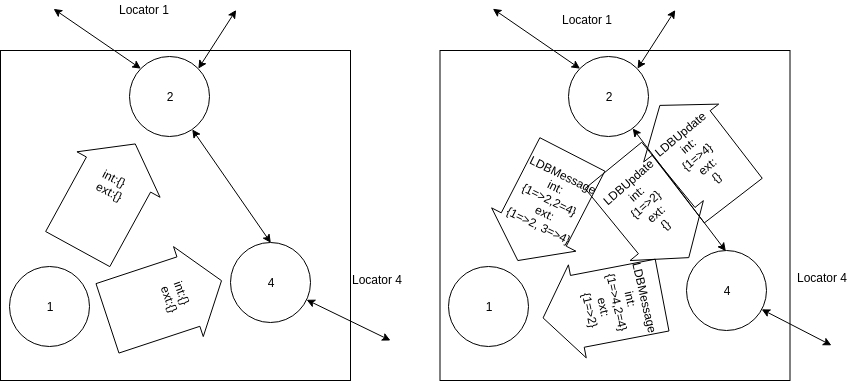 Locator 1
2
int:{}
ext:{}
int:{}
ext:{}
1
4
Locator 4
Locator 1
2
LDBMessage
int:
{1=>2,2=4}
ext:
{1=>2, 3=>4}
LDBUpdate
int:
{1=>2}
ext:
{}
LDBUpdate
int:
{1=>4}
ext:
{}
LDBMessage
int:
{1=>4,2=4}
ext:
{1=>2}
1
4
Locator 4